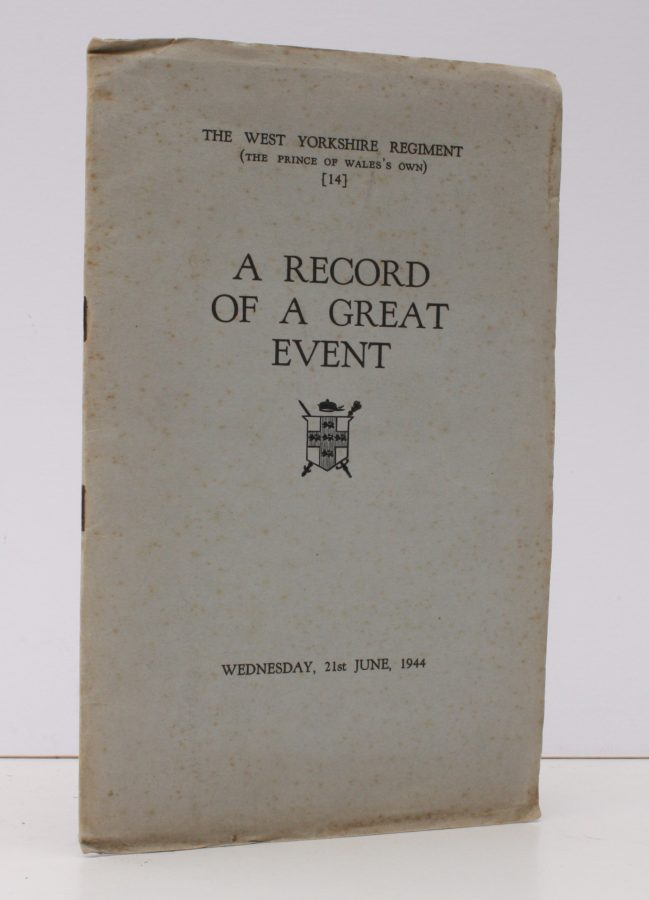 THE WEST YORKSHIRE REGIMENT
(THE PRINCE OF WALES'S OWN)
[14]
A RECORD
OF A GREAT
EVENT
WEDNESDAY, 21st JUNE, 1944